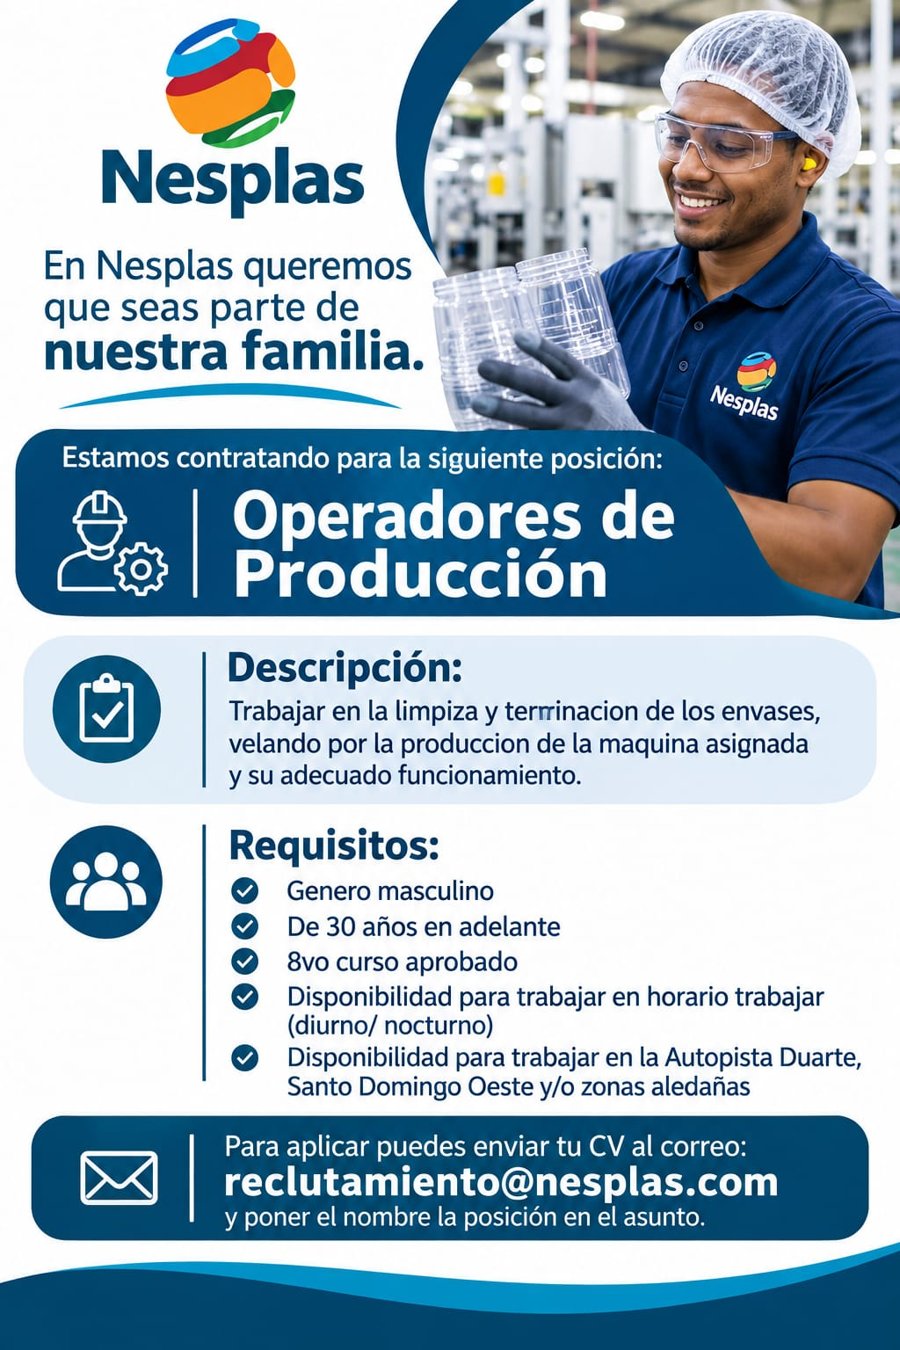 Nesplas
En Nesplas queremos
que seas parte de
nuestra familia.
Nesplas
Estamos contratando para la siguiente posición:
Operadores de
Producción
Descripción:
Trabajar en la limpiza y terrrinacion de los envases,
velando por la produccion de la maquina asignada
y su adecuado funcionamiento.
Requisitos:
Genero masculino
De 30 años en adelante
8vo curso aprobado
Disponibilidad para trabajar en horario trabajar
(diurno/ nocturno)
Disponibilidad para trabajar en la Autopista Duarte,
Santo Domingo Oeste y/o zonas aledañas
Para aplicar puedes enviar tu CV al correo:
reclutamiento@nesplas.com
y poner el nombre la posición en el asunto.